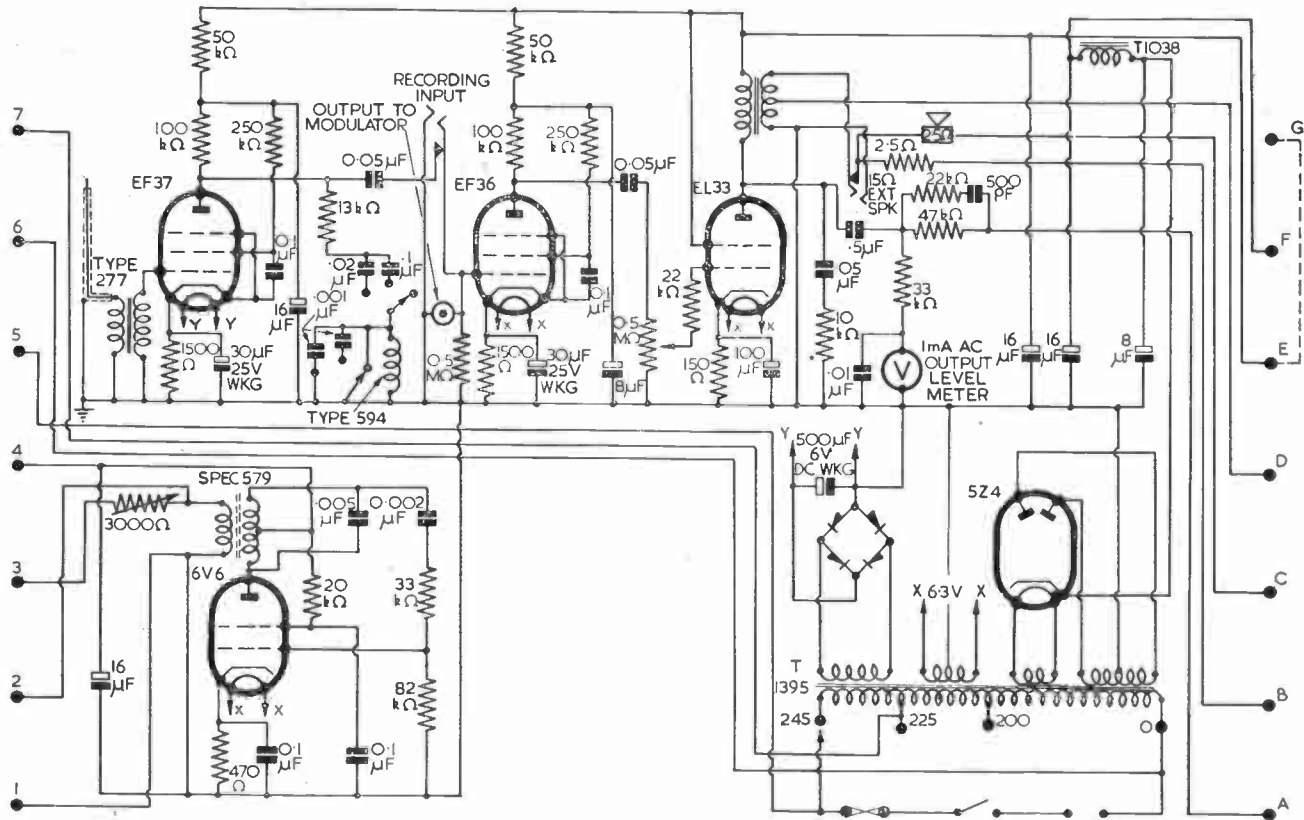 50
kΩ
50
kΩ
T1038
RECORDING
INPUT
OUTPUT TO
MODULATOR
7
100
kΩ
250
kΩ
0·05μF
100
kΩ
250
kΩ
0·05μF
G
25Ω
2·5Ω
15Ω
EXT
SPK
22kΩ
500
PF
47kΩ
EF37
EF36
EL33
13kΩ
·5μF
6
F
TYPE
277
0·1
μF
·02
μF
·1
μF
·001
μF
16
μF
Y
Y
0·1
μF
X
X
22
kΩ
·05
μF
33
kΩ
0·5
MΩ
10
kΩ
X
X
5
1500
Ω
30μF
25V
WKG
0·5
MΩ
1500
Ω
30μF
25V
WKG
8μF
150
Ω
100
μF
·01
μF
V
1mA AC
OUTPUT
LEVEL
METER
16
μF
16
μF
8
μF
E
TYPE 594
4
Y
500μF
6V
DC WKG
Y
D
SPEC 579
3000Ω
·005
μF
0·002
μF
5Z4
3
6V6
20
kΩ
33
kΩ
X
6·3V
X
C
2
16
μF
X
X
82
kΩ
T
1395
245
225
200
0
B
470
Ω
0·1
μF
0·1
μF
1
A